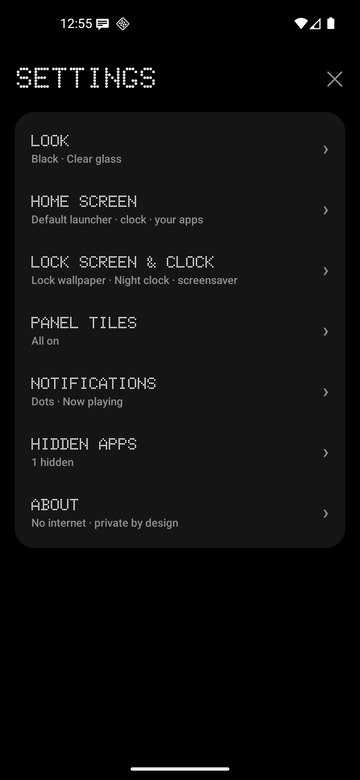 12:55
SETTINGS
LOOK
Black · Clear glass
HOME SCREEN
Default launcher · clock · your apps
LOCK SCREEN & CLOCK
Lock wallpaper · Night clock · screensaver
PANEL TILES
All on
NOTIFICATIONS
Dots · Now playing
HIDDEN APPS
1 hidden
ABOUT
No internet · private by design